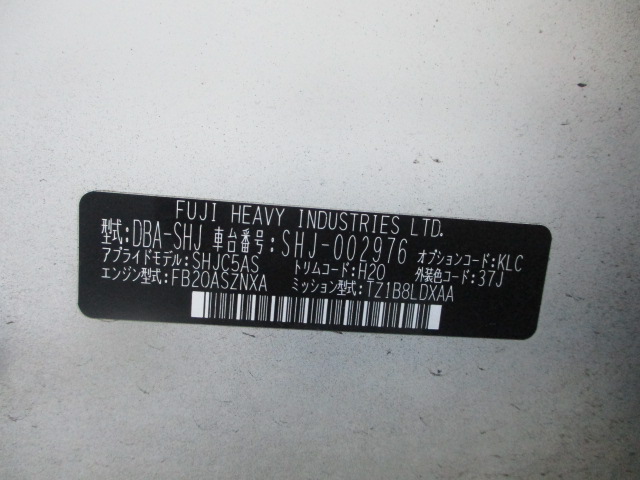 FUJI HEAVY INDUSTRIES LTD.
型式:DBA-SHJ 車台番号:SHJ-002976 オプションコード:KLC
アプライドモデル:SHJC5AS トリムコード:H20 外装色コード:37J
エンジン型式:FB20ASZNXA ミッション型式:TZ1B8LDXAA